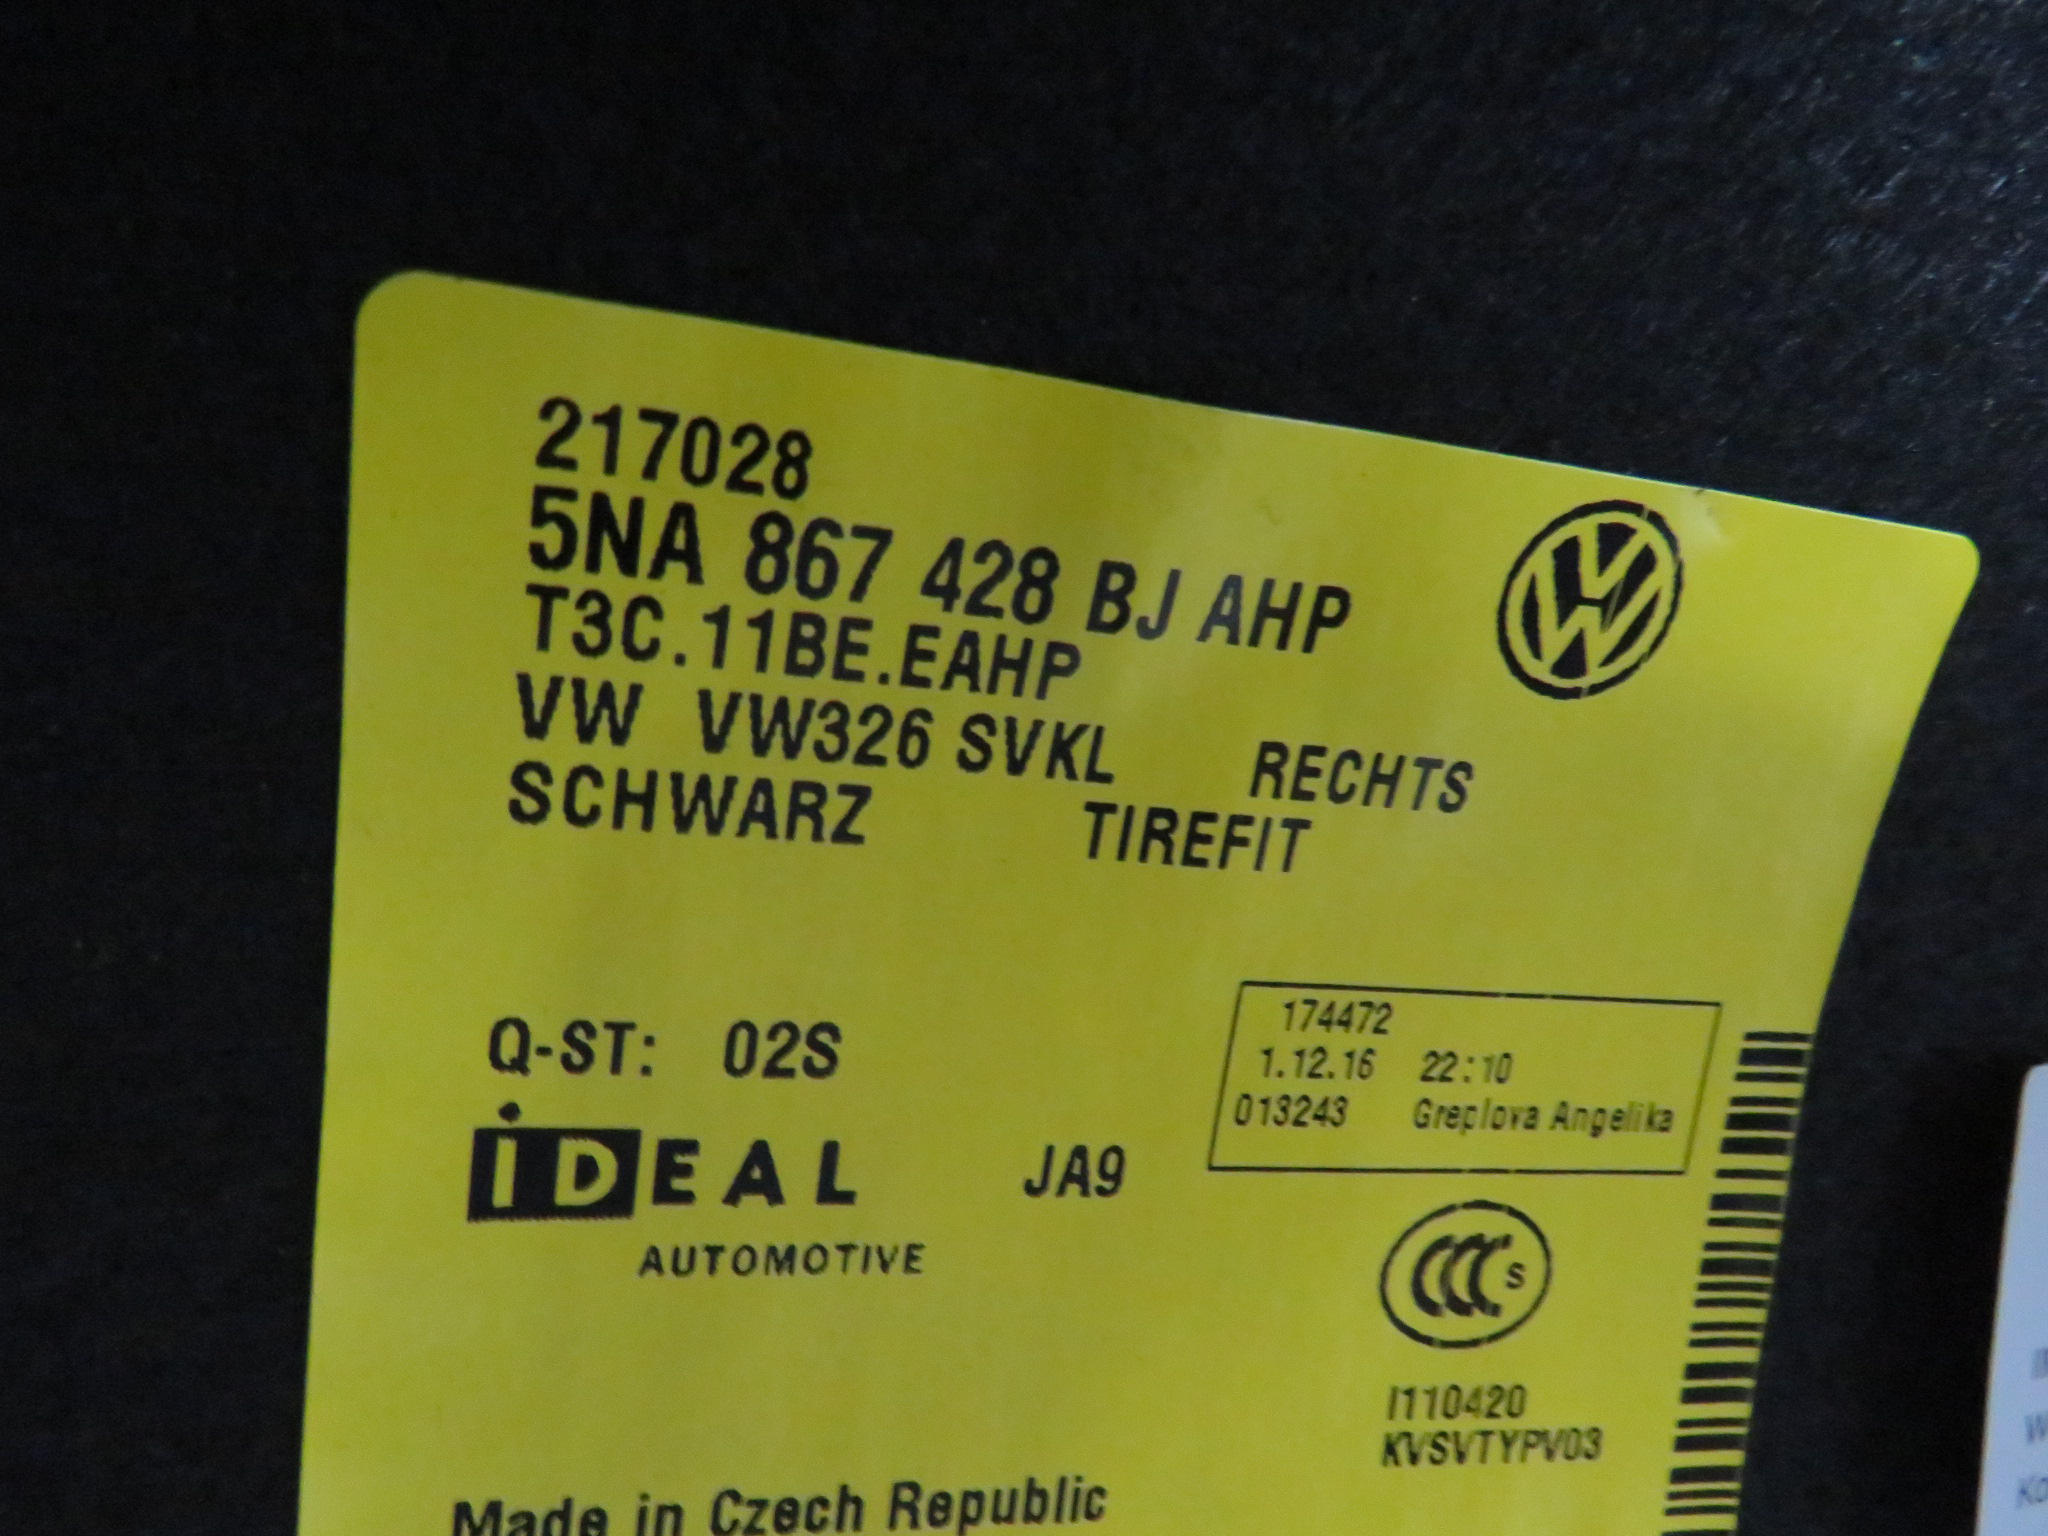 217028
5NA 867 428 BJ AHP
T3C.11BE.EAHP
VW VW326 SVKL RECHTS
SCHWARZ TIREFIT
Q-ST: 02S
174472
1.12.16 22:10
013243 Greplova Angelika
iDEAL JA9
AUTOMOTIVE
CCC S
I110420
KVSVTYPV03
Made in Czech Republic